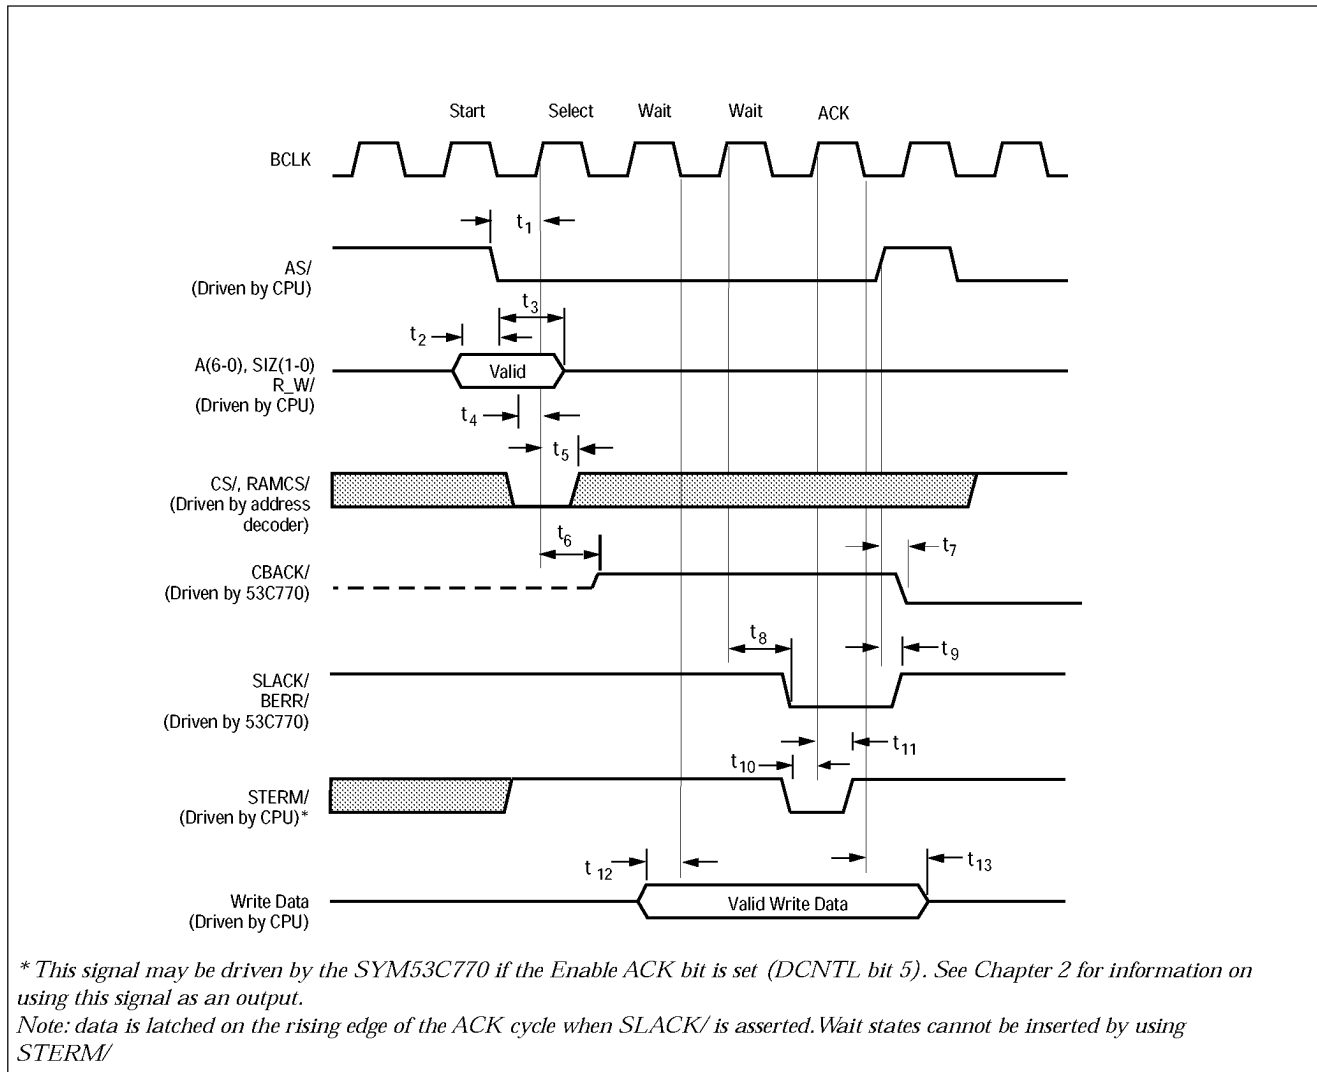 Start Select Wait Wait ACK
BCLK
t1
AS/
(Driven by CPU)
t3
t2
A(6-0), SIZ(1-0)
R_W/
(Driven by CPU)
Valid
t4
t5
CS/, RAMCS/
(Driven by address
decoder)
t6
t7
CBACK/
(Driven by 53C770)
t8
t9
SLACK/
BERR/
(Driven by 53C770)
t11
t10
STERM/
(Driven by CPU)*
t12
t13
Write Data
(Driven by CPU)
Valid Write Data
* This signal may be driven by the SYM53C770 if the Enable ACK bit is set (DCNTL bit 5). See Chapter 2 for information on
using this signal as an output.
Note: data is latched on the rising edge of the ACK cycle when SLACK/ is asserted. Wait states cannot be inserted by using
STERM/